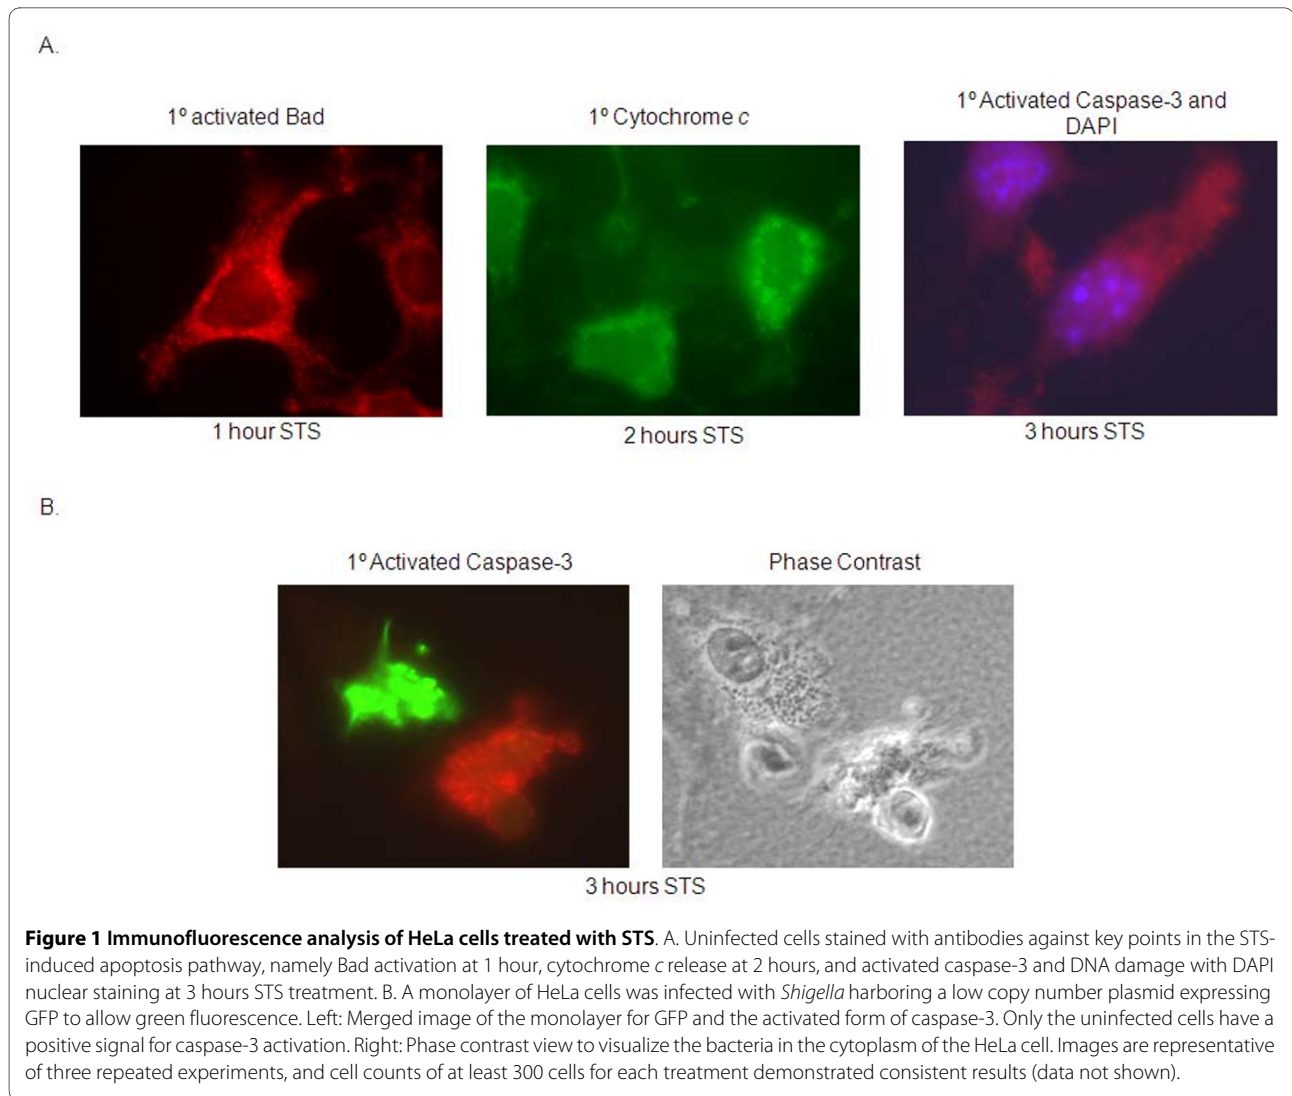 A.
1º activated Bad
1º Cytochrome c
1º Activated Caspase-3 and
DAPI
1 hour STS
2 hours STS
3 hours STS
B.
1º Activated Caspase-3
Phase Contrast
3 hours STS
Figure 1 Immunofluorescence analysis of HeLa cells treated with STS. A. Uninfected cells stained with antibodies against key points in the STS-
induced apoptosis pathway, namely Bad activation at 1 hour, cytochrome c release at 2 hours, and activated caspase-3 and DNA damage with DAPI
nuclear staining at 3 hours STS treatment. B. A monolayer of HeLa cells was infected with Shigella harboring a low copy number plasmid expressing
GFP to allow green fluorescence. Left: Merged image of the monolayer for GFP and the activated form of caspase-3. Only the uninfected cells have a
positive signal for caspase-3 activation. Right: Phase contrast view to visualize the bacteria in the cytoplasm of the HeLa cell. Images are representative
of three repeated experiments, and cell counts of at least 300 cells for each treatment demonstrated consistent results (data not shown).